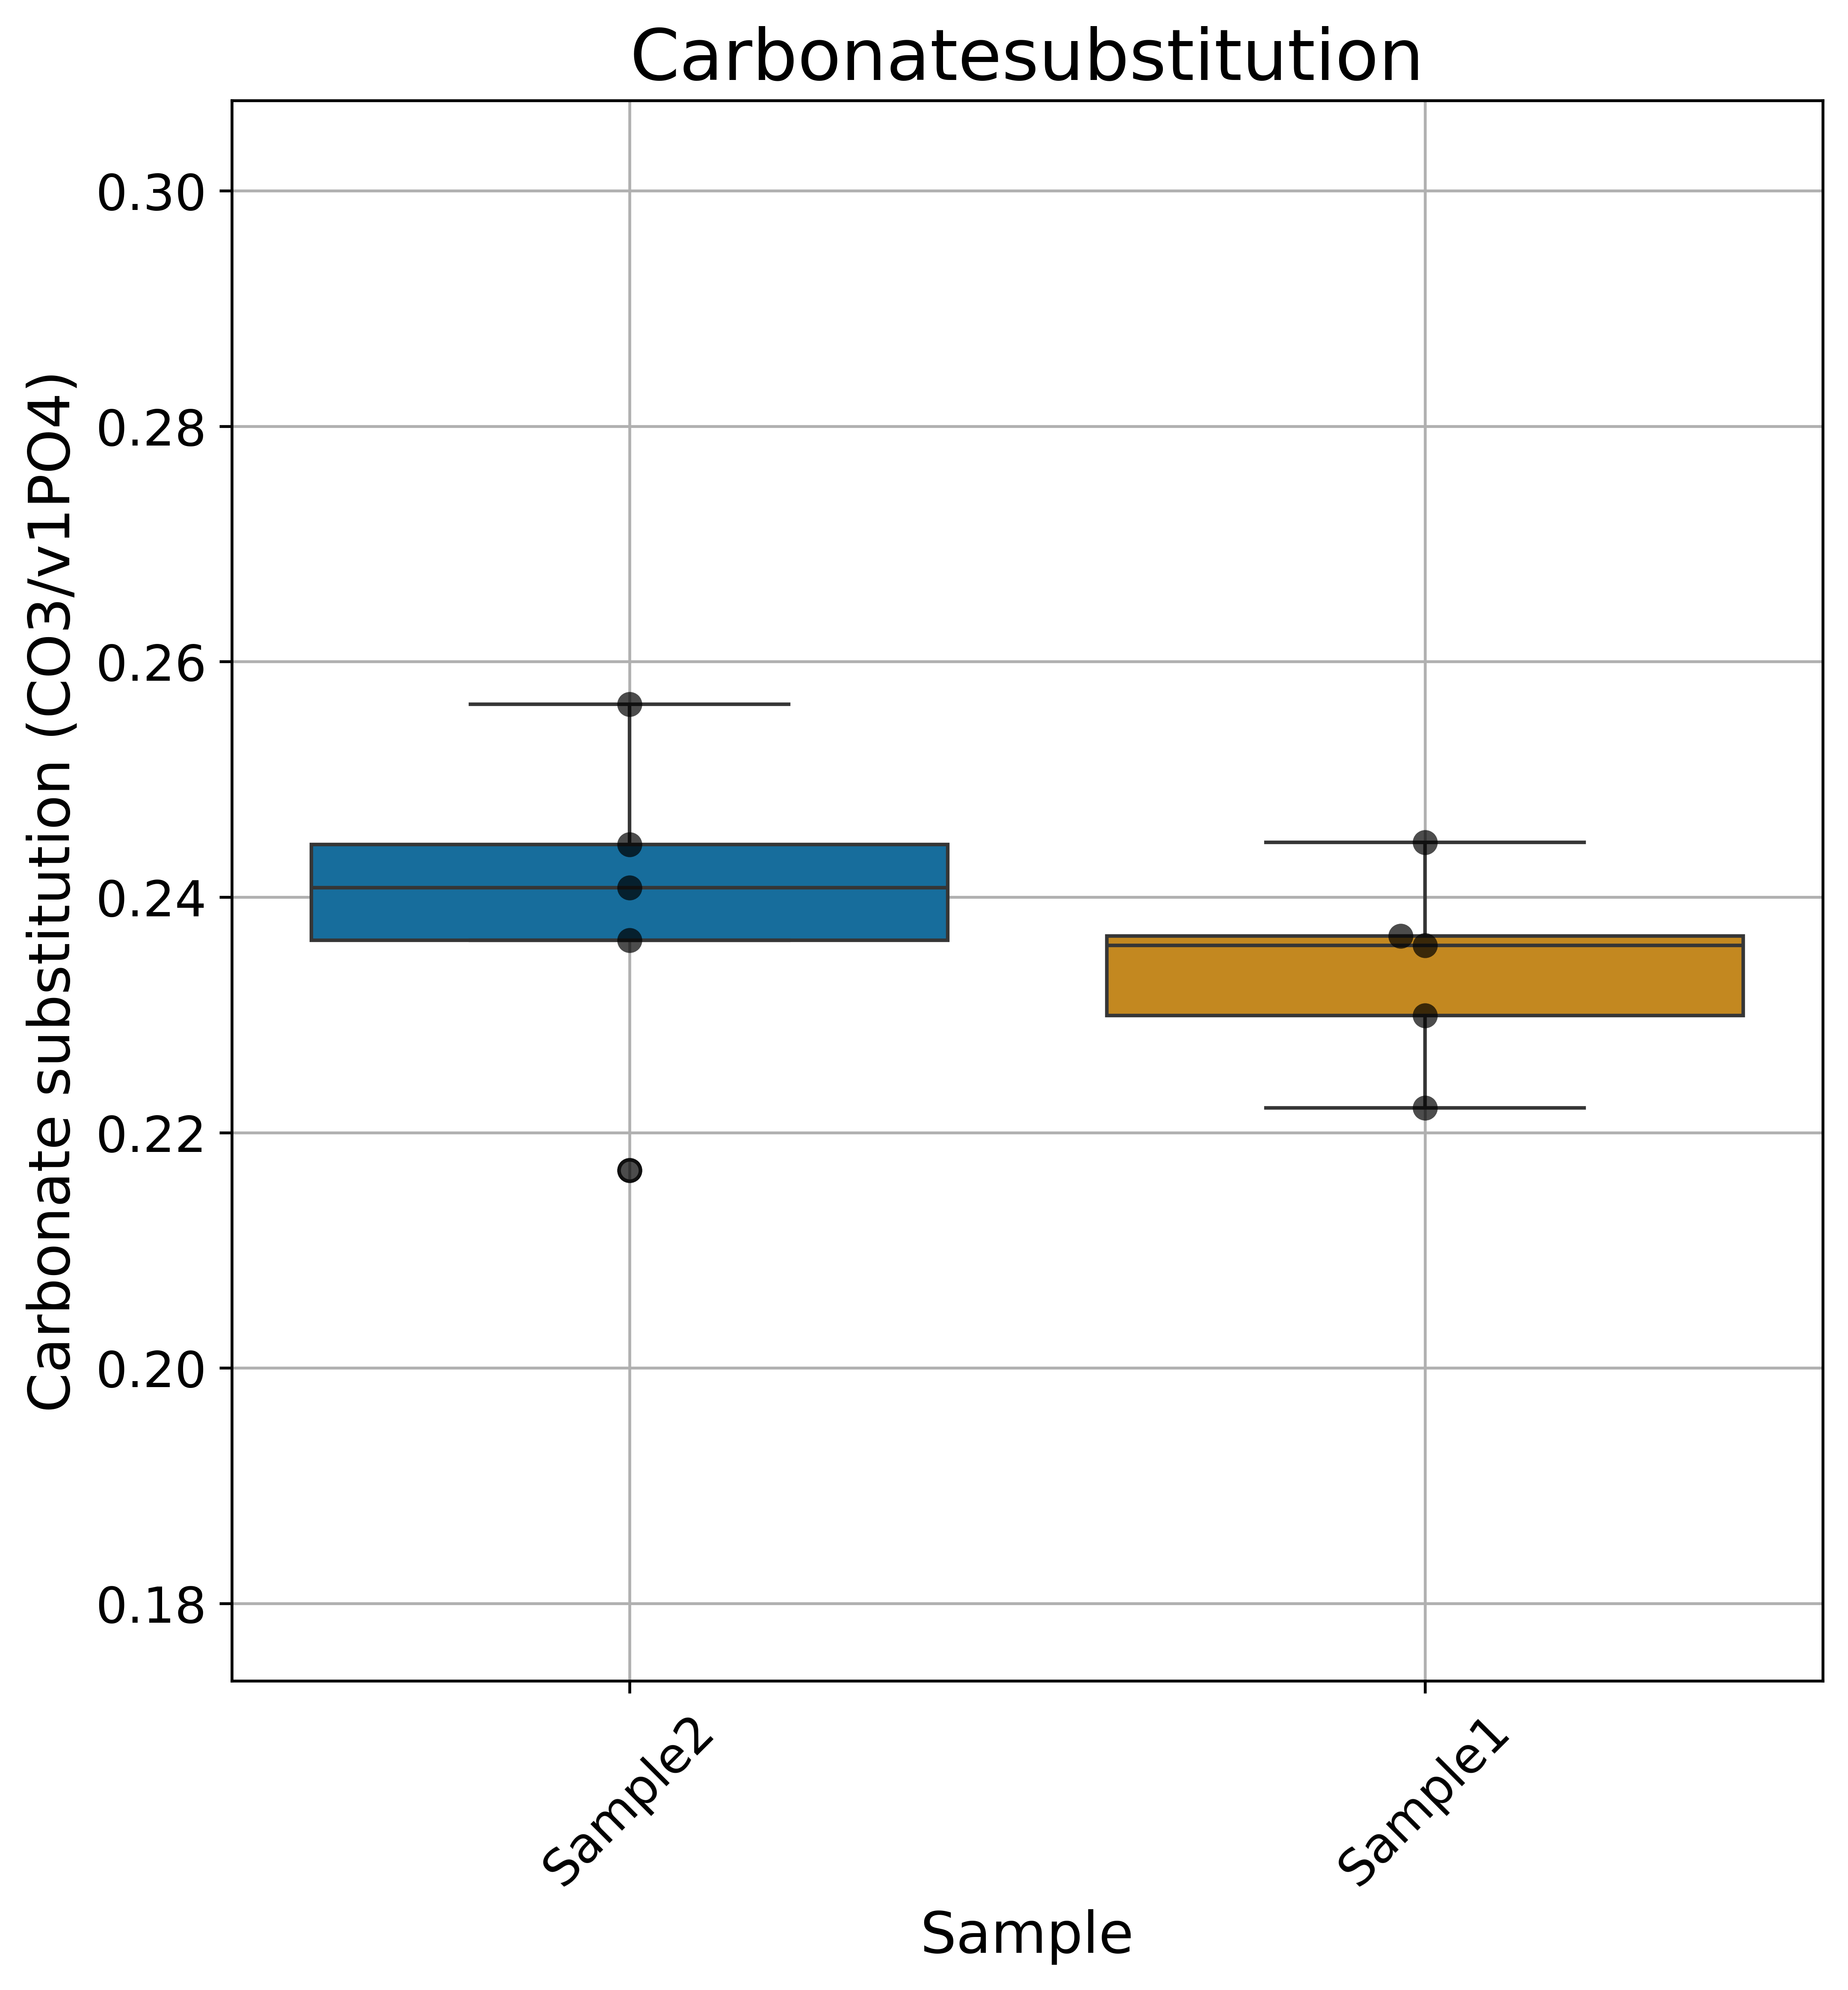 Carbonatesubstitution
Carbonate substitution (CO3/v1PO4)
0.30
0.28
0.26
0.24
0.22
0.20
0.18
Sample2
Sample1
Sample